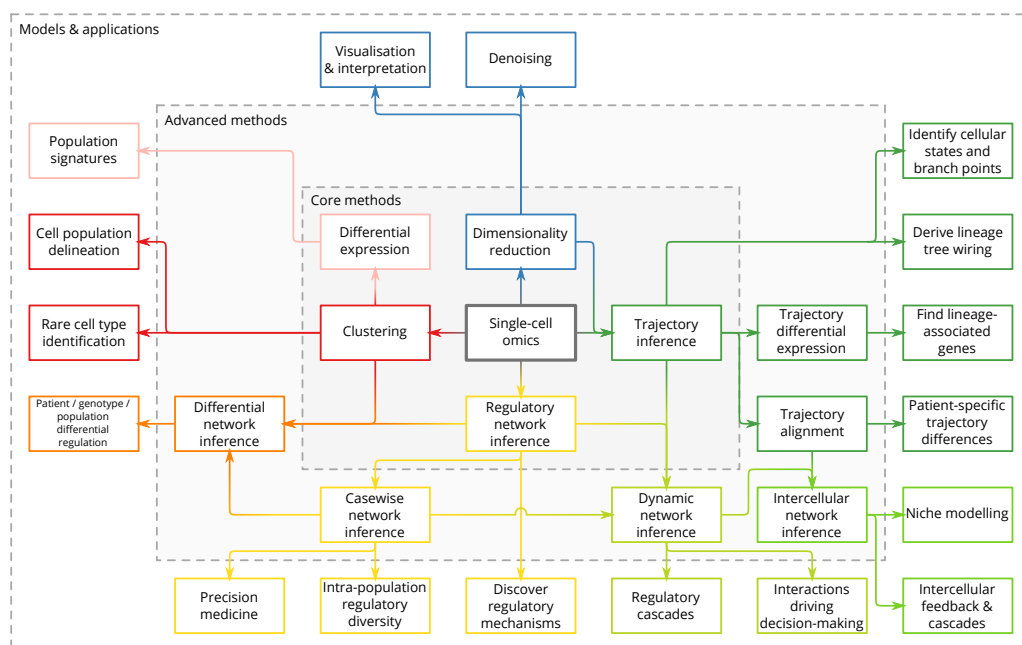 Models & applications
Visualisation
& interpretation
Denoising
Advanced methods
Population
signatures
Identify cellular
states and
branch points
Core methods
Cell population
delineation
Differential
expression
Dimensionality
reduction
Derive lineage
tree wiring
Rare cell type
identification
Clustering
Single-cell
omics
Trajectory
inference
Trajectory
differential
expression
Find lineage-
associated
genes
Patient / genotype /
population
differential
regulation
Differential
network
inference
Regulatory
network
inference
Trajectory
alignment
Patient-specific
trajectory
differences
Casewise
network
inference
Dynamic
network
inference
Intercellular
network
inference
Niche modelling
Precision
medicine
Intra-population
regulatory
diversity
Discover
regulatory
mechanisms
Regulatory
cascades
Interactions
driving
decision-making
Intercellular
feedback &
cascades